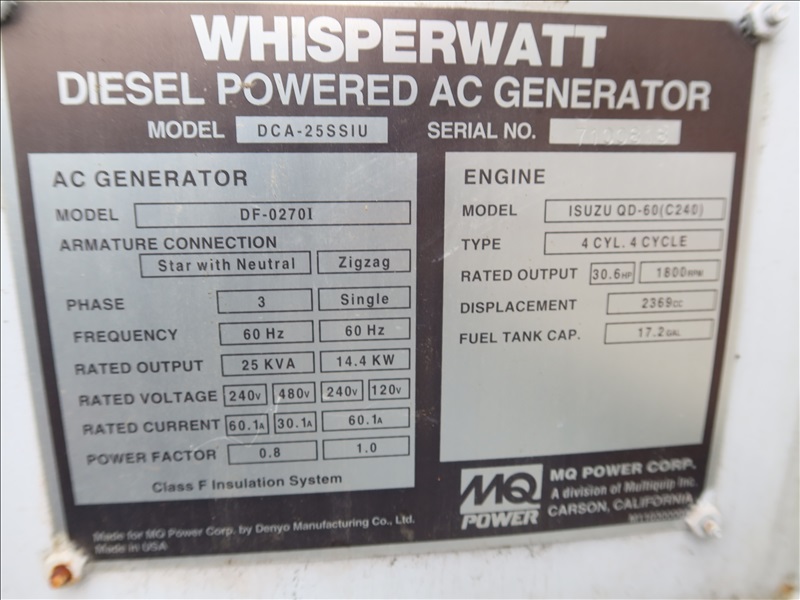 WHISPERWATT
DIESEL POWERED AC GENERATOR
MODEL DCA-25SSIU SERIAL NO.
AC GENERATOR
MODEL DF-0270I
ARMATURE CONNECTION
Star with Neutral Zigzag
PHASE 3 Single
FREQUENCY 60 Hz 60 Hz
RATED OUTPUT 25 KVA 14.4 KW
RATED VOLTAGE 240V 480V 240V 120V
RATED CURRENT 60.1A 30.1A 60.1A
POWER FACTOR 0.8 1.0
Class F Insulation System
ENGINE
MODEL ISUZU QD-60(C240)
TYPE 4 CYL. 4 CYCLE
RATED OUTPUT 30.6HP 1800RPM
DISPLACEMENT 2369CC
FUEL TANK CAP. 17.2GAL
MQ
POWER
MQ POWER CORP.
A division of Multiquip Inc.
CARSON, CALIFORNIA
Made for MQ Power Corp. by Denyo Manufacturing Co., Ltd.
Made in USA